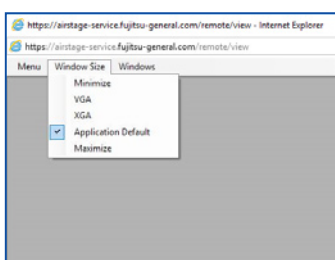 https://airstage-service.fujitsu-general.com/remote/view - Internet Explorer
https://airstage-service.fujitsu-general.com/remote/view
Menu Window Size Windows
Minimize
VGA
XGA
Application Default
Maximize